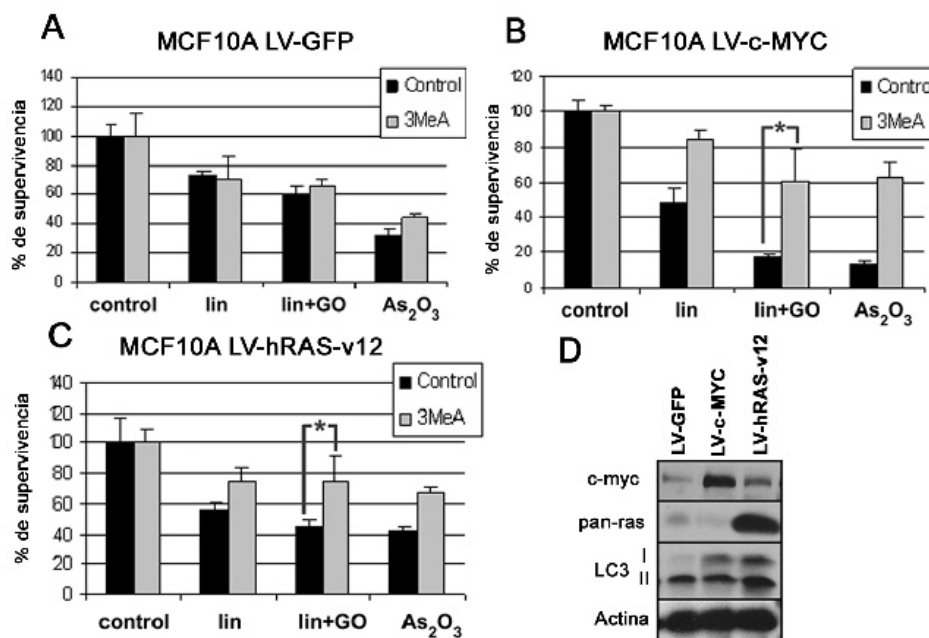 A
MCF10A LV-GFP
% de supervivencia
140
120
100
80
60
40
20
0
Control
3MeA
control
lin
lin+GO
As₂O₃
B
MCF10A LV-c-MYC
% de supervivencia
120
100
80
60
40
20
0
Contro
3MeA
*
control
lin
lin+GO
As₂O₃
C
MCF10A LV-hRAS-v12
% de supervivencia
140
120
100
80
60
40
20
0
Control
3MeA
*
control
lin
lin+GO
As₂O₃
D
LV-GFP
LV-c-MYC
LV-hRAS-v12
c-myc
pan-ras
LC3
I
II
Actina